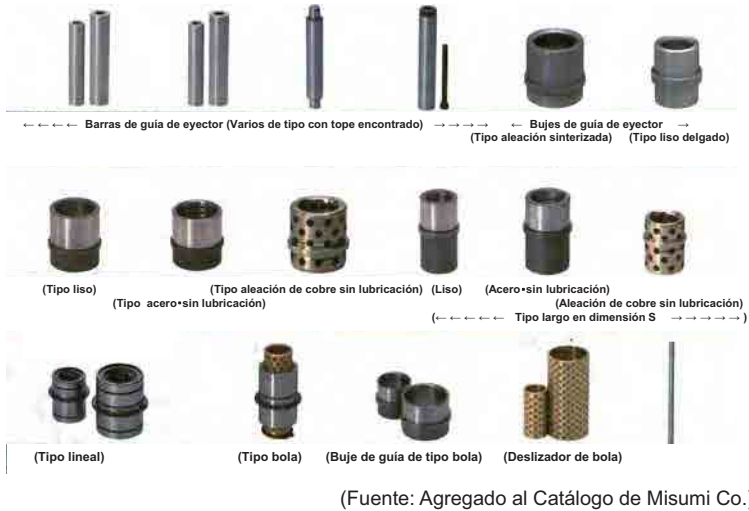 ←←←← Barras de guía de eyector (Varios de tipo con tope encontrado) →→→→ ← Bujes de guía de eyector →
(Tipo aleación sinterizada) (Tipo liso delgado)
(Tipo liso) (Tipo aleación de cobre sin lubricación) (Liso) (Acero•sin lubricación)
(Tipo acero•sin lubricación) (Aleación de cobre sin lubricación)
(←←←←← Tipo largo en dimensión S →→→→→)
(Tipo lineal) (Tipo bola) (Buje de guía de tipo bola) (Deslizador de bola)
(Fuente: Agregado al Catálogo de Misumi Co.)